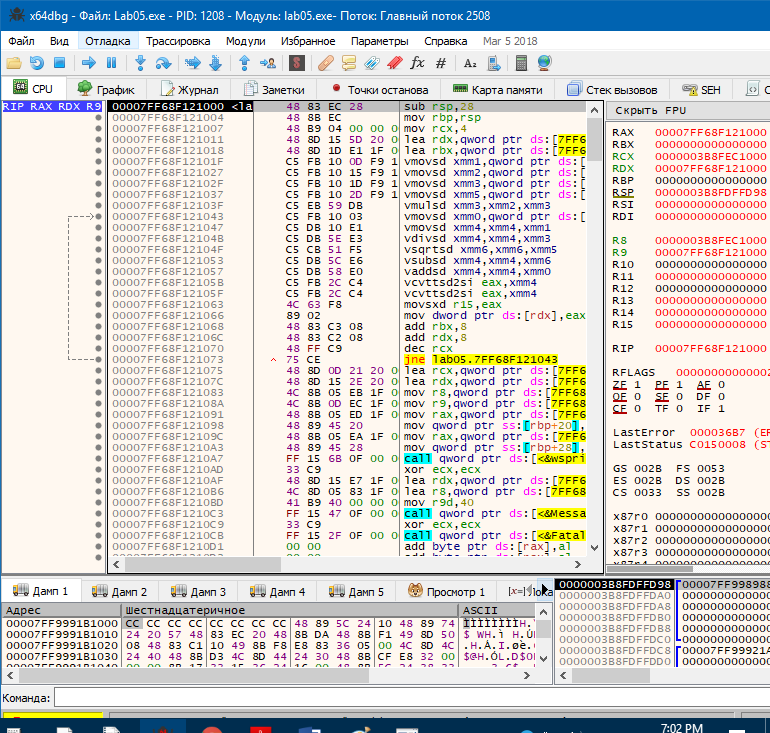 x64dbg - Файл: Lab05.exe - PID: 1208 - Модуль: lab05.exe- Поток: Главный поток 2508
Файл Вид Отладка Трассировка Модули Избранное Параметры Справка Mar 5 2018
CPU График Журнал Заметки Точки останова Карта памяти Стек вызовов SEH
RIP RAX RDX R9 00007FF68F121000 <la 48 83 EC 28 sub rsp,28
00007FF68F121004 48 8B EC mov rbp,rsp
00007FF68F121007 48 B9 04 00 00 00 mov rcx,4
00007FF68F121011 48 8D 15 5D 20 0 lea rdx,qword ptr ds:[7FF6
00007FF68F121018 48 8D 1D E1 1F 0 lea rbx,qword ptr ds:[7FF6
00007FF68F12101F C5 FB 10 0D F9 1 vmovsd xmm1,qword ptr ds:[
00007FF68F121027 C5 FB 10 15 F9 1 vmovsd xmm2,qword ptr ds:[
00007FF68F12102F C5 FB 10 1D F9 1 vmovsd xmm3,qword ptr ds:[
00007FF68F121037 C5 FB 10 2D F9 1 vmovsd xmm5,qword ptr ds:[
00007FF68F12103F C5 EB 59 DB vmulsd xmm3,xmm2,xmm3
00007FF68F121043 C5 FB 10 03 vmovsd xmm0,qword ptr ds:[
00007FF68F121047 C5 DB 10 E1 vmovsd xmm4,xmm4,xmm1
00007FF68F12104B C5 DB 5E E3 vdivsd xmm4,xmm4,xmm3
00007FF68F12104F C5 CB 51 F5 vsqrtsd xmm6,xmm6,xmm5
00007FF68F121053 C5 DB 5C E6 vsubsd xmm4,xmm4,xmm6
00007FF68F121057 C5 DB 58 E0 vaddsd xmm4,xmm4,xmm0
00007FF68F12105B C5 FB 2C C4 vcvttsd2si eax,xmm4
00007FF68F12105F C5 FB 2C C4 vcvttsd2si eax,xmm4
00007FF68F121063 4C 63 F8 movsxd r15,eax
00007FF68F121066 89 02 mov dword ptr ds:[rdx],eax
00007FF68F121068 48 83 C3 08 add rbx,8
00007FF68F12106C 48 83 C2 08 add rdx,8
00007FF68F121070 48 FF C9 dec rcx
00007FF68F121073 75 CE jne lab05.7FF68F121043
00007FF68F121075 48 8D 0D 21 20 0 lea rcx,qword ptr ds:[7FF68
00007FF68F12107C 48 8D 15 2E 20 0 lea rdx,qword ptr ds:[7FF68
00007FF68F121083 4C 8B 05 EB 1F 0 mov r8,qword ptr ds:[7FF68
00007FF68F12108A 4C 8B 0D EC 1F 0 mov r9,qword ptr ds:[7FF68
00007FF68F121091 48 8B 05 ED 1F 0 mov rax,qword ptr ds:[7FF6
00007FF68F121098 48 89 45 20 mov qword ptr ss:[rbp+20],
00007FF68F12109C 48 8B 05 EA 1F 0 mov rax,qword ptr ds:[7FF6
00007FF68F1210A3 48 89 45 28 mov qword ptr ss:[rbp+28],
00007FF68F1210A7 FF 15 6B 0F 00 0 call qword ptr ds:[<&wspri
00007FF68F1210AD 33 C9 xor ecx,ecx
00007FF68F1210AF 48 8D 15 E7 1F 0 lea rdx,qword ptr ds:[7FF6
00007FF68F1210B6 4C 8D 05 83 1F 0 lea r8,qword ptr ds:[7FF68
00007FF68F1210BD 41 B9 40 00 00 0 mov r9d,40
00007FF68F1210C3 FF 15 47 0F 00 0 call qword ptr ds:[<&Messa
00007FF68F1210C9 33 C9 xor ecx,ecx
00007FF68F1210CB FF 15 2F 0F 00 0 call qword ptr ds:[<&Fatal
00007FF68F1210D1 00 00 add byte ptr ds:[rax],al
Скрыть FPU
RAX 00007FF68F121000
RBX 0000000000000000
RCX 0000003B8FEC1000
RDX 00007FF68F121000
RBP 0000000000000000
RSP 0000003B8FDFFD98
RSI 0000000000000000
RDI 0000000000000000
R8 0000003B8FEC1000
R9 00007FF68F121000
R10 0000000000000000
R11 0000000000000000
R12 0000000000000000
R13 0000000000000000
R14 0000000000000000
R15 0000000000000000
RIP 00007FF68F121000
RFLAGS 0000000000000002
ZF 1 PF 1 AF 0
OF 0 SF 0 DF 0
CF 0 TF 0 IF 1
LastError 000036B7 (ER
LastStatus C0150008 (ST
GS 002B FS 0053
ES 002B DS 002B
CS 0033 SS 002B
x87r0 0000000000000000
x87r1 0000000000000000
x87r2 0000000000000000
x87r3 0000000000000000
Дамп 1 Дамп 2 Дамп 3 Дамп 4 Дамп 5 Просмотр 1
Адрес Шестнадцатеричное ASCII
00007FF9991B1000 CC CC CC CC CC CC CC CC 48 89 5C 24 10 48 89 74
00007FF9991B1010 24 20 57 48 83 EC 20 48 8B DA 48 8B F1 49 8D 50
00007FF9991B1020 08 48 83 C1 10 49 8B F8 E8 83 36 05 00 4C 8D 4C
00007FF9991B1030 24 40 48 8B D3 4C 8D 44 24 30 48 8B CF E8 32 00
0000003B8FDFFD98 00007FF998988
0000003B8FDFFDA0 0000000000000
0000003B8FDFFDA8 0000000000000
0000003B8FDFFDB0 0000000000000
0000003B8FDFFDB8 0000000000000
0000003B8FDFFDC0 0000000000000
0000003B8FDFFDC8 00007FF99921A
0000003B8FDFFDD0 0000000000000
Команда:
7:02 PM